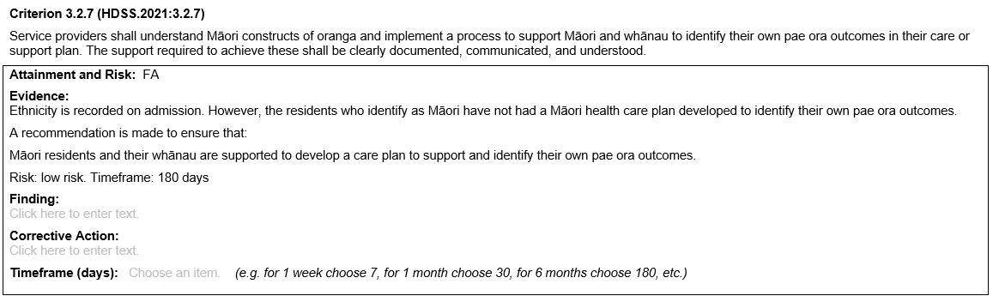 Criterion 3.2.7 (HDSS.2021:3.2.7)
Service providers shall understand Māori constructs of oranga and implement a process to support Māori and whānau to identify their own pae ora outcomes in their care or
support plan. The support required to achieve these shall be clearly documented, communicated, and understood.
Attainment and Risk: FA
Evidence:
Ethnicity is recorded on admission. However, the residents who identify as Māori have not had a Māori health care plan developed to identify their own pae ora outcomes.
A recommendation is made to ensure that:
Māori residents and their whānau are supported to develop a care plan to support and identify their own pae ora outcomes.
Risk: low risk. Timeframe: 180 days
Finding:
Click here to enter text.
Corrective Action:
Click here to enter text.
Timeframe (days): Choose an item. (e.g. for 1 week choose 7, for 1 month choose 30, for 6 months choose 180, etc.)